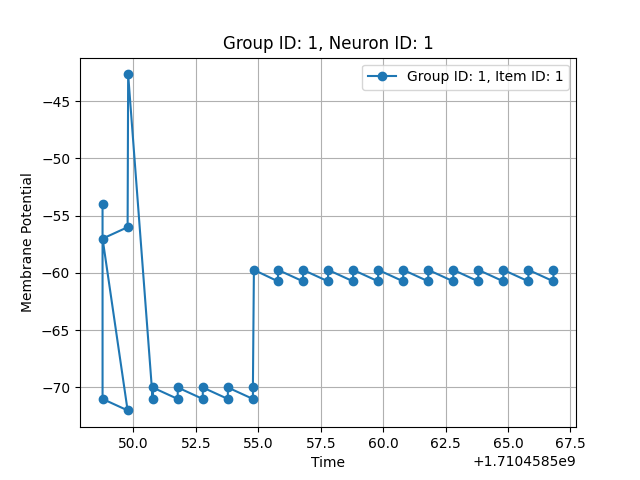 Group ID: 1, Neuron ID: 1
Group ID: 1, Item ID: 1
Membrane Potential
−45
−50
−55
−60
−65
−70
50.0 52.5 55.0 57.5 60.0 62.5 65.0 67.5
Time
+1.7104585e9